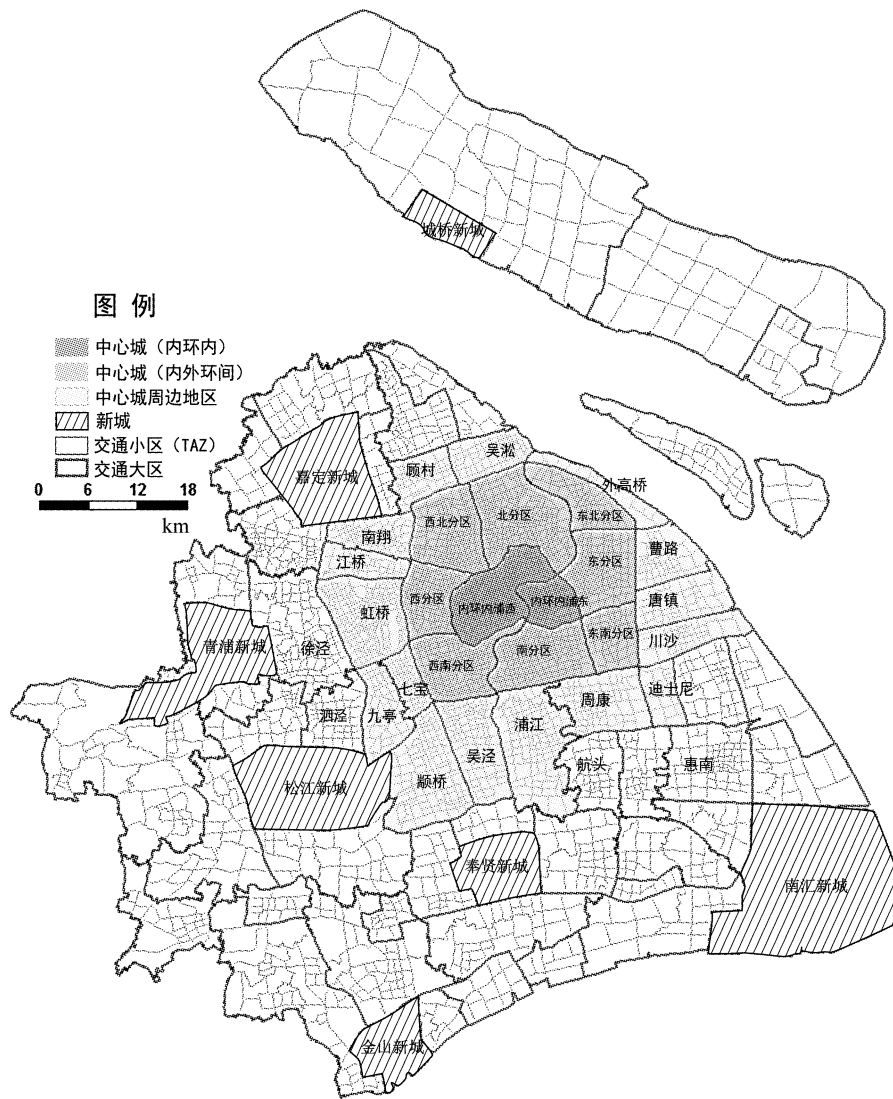 城桥新城
图 例
中心城（内环内）
中心城（内外环间）
中心城周边地区
新城
交通小区（TAZ）
交通大区
0 6 12 18
km
吴淞
顾村
嘉定新城
外高桥
西北分区
北分区
东北分区
南翔
曹路
江桥
东分区
唐镇
西分区
内环内浦西
内环内浦东
虹桥
川沙
东南分区
青浦新城
徐泾
南分区
西南分区
七宝
迪士尼
周康
泗泾
九亭
浦江
吴泾
航头
惠南
顾桥
松江新城
奉贤新城
南汇新城
金山新城